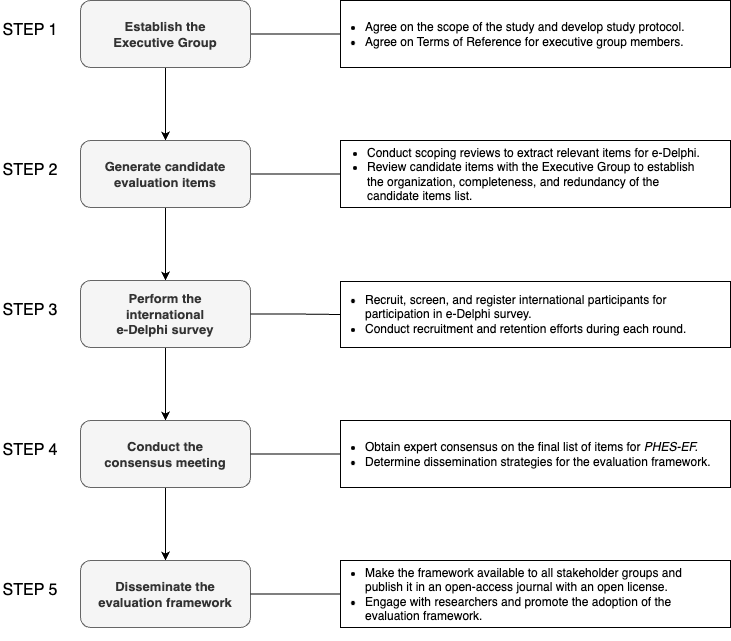 STEP 1
Establish the
Executive Group
• Agree on the scope of the study and develop study protocol.
• Agree on Terms of Reference for executive group members.
STEP 2
Generate candidate
evaluation items
• Conduct scoping reviews to extract relevant items for e-Delphi.
• Review candidate items with the Executive Group to establish
the organization, completeness, and redundancy of the
candidate items list.
STEP 3
Perform the
international
e-Delphi survey
• Recruit, screen, and register international participants for
participation in e-Delphi survey.
• Conduct recruitment and retention efforts during each round.
STEP 4
Conduct the
consensus meeting
• Obtain expert consensus on the final list of items for PHES-EF.
• Determine dissemination strategies for the evaluation framework.
STEP 5
Disseminate the
evaluation framework
• Make the framework available to all stakeholder groups and
publish it in an open-access journal with an open license.
• Engage with researchers and promote the adoption of the
evaluation framework.